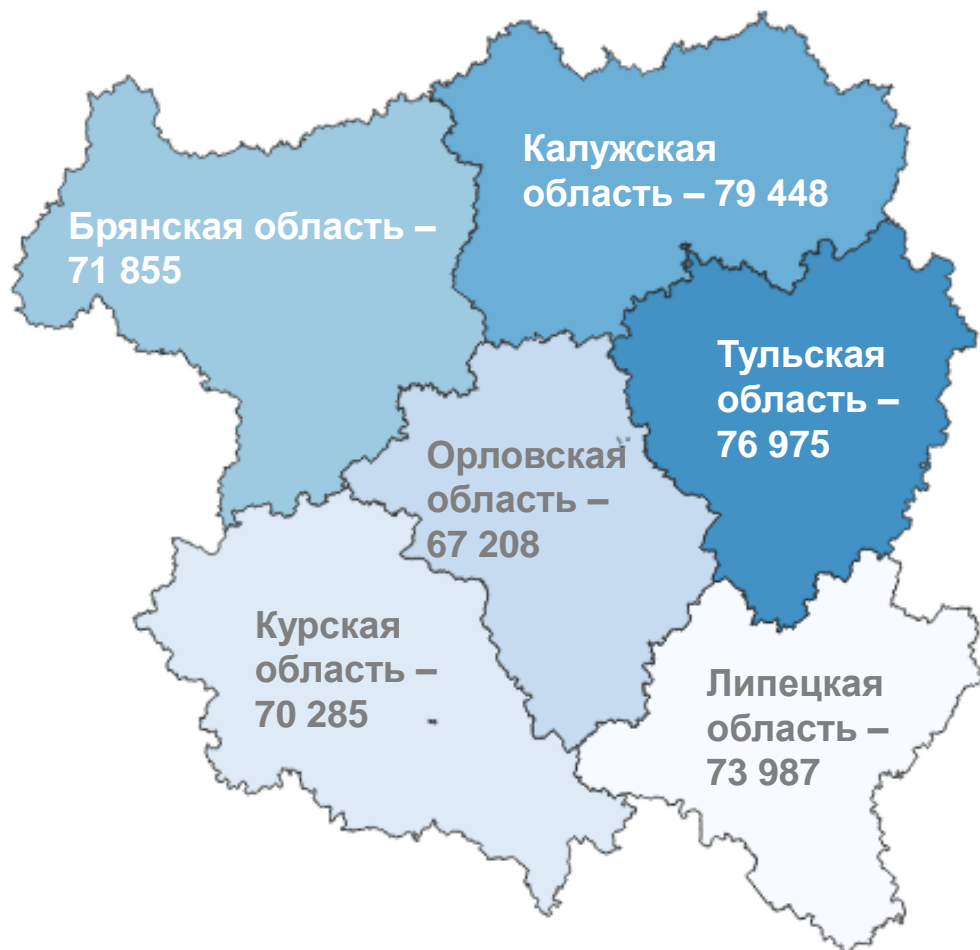 Калужская
область – 79 448
Брянская область –
71 855
Тульская
область –
76 975
Орловская
область –
67 208
Курская
область –
70 285
Липецкая
область –
73 987